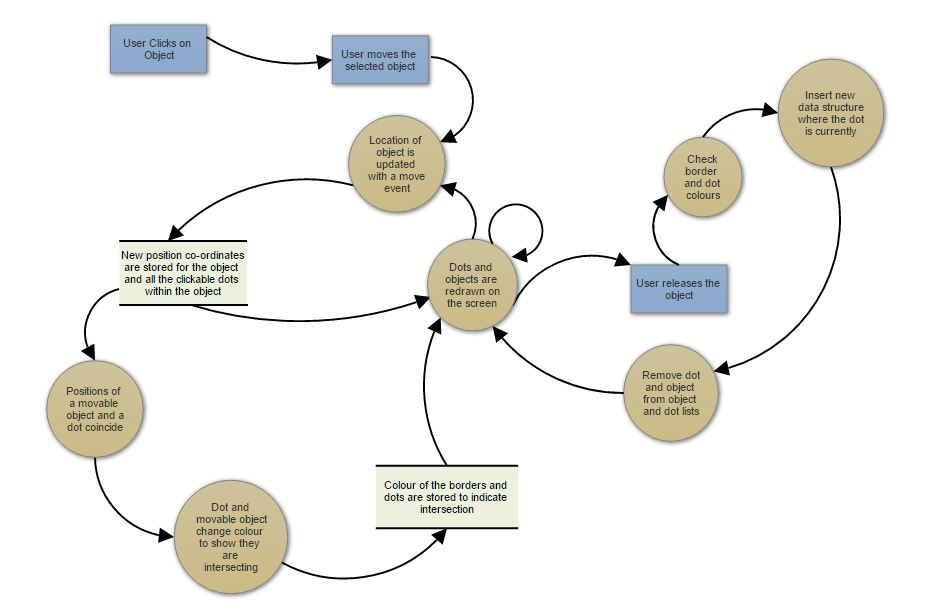 User Clicks on
Object
User moves the
selected object
Insert new
data structure
where the dot
is currently
Location of
object is
updated
with a move
event
Check
border
and dot
colours
New position co-ordinates
are stored for the object
and all the clickable dots
within the object
Dots and
objects are
redrawn on
the screen
User releases the
object
Positions of
a movable
object and a
dot coincide
Remove dot
and object
from object
and dot lists
Colour of the borders and
dots are stored to indicate
intersection
Dot and
movable object
change colour
to show they
are
intersecting